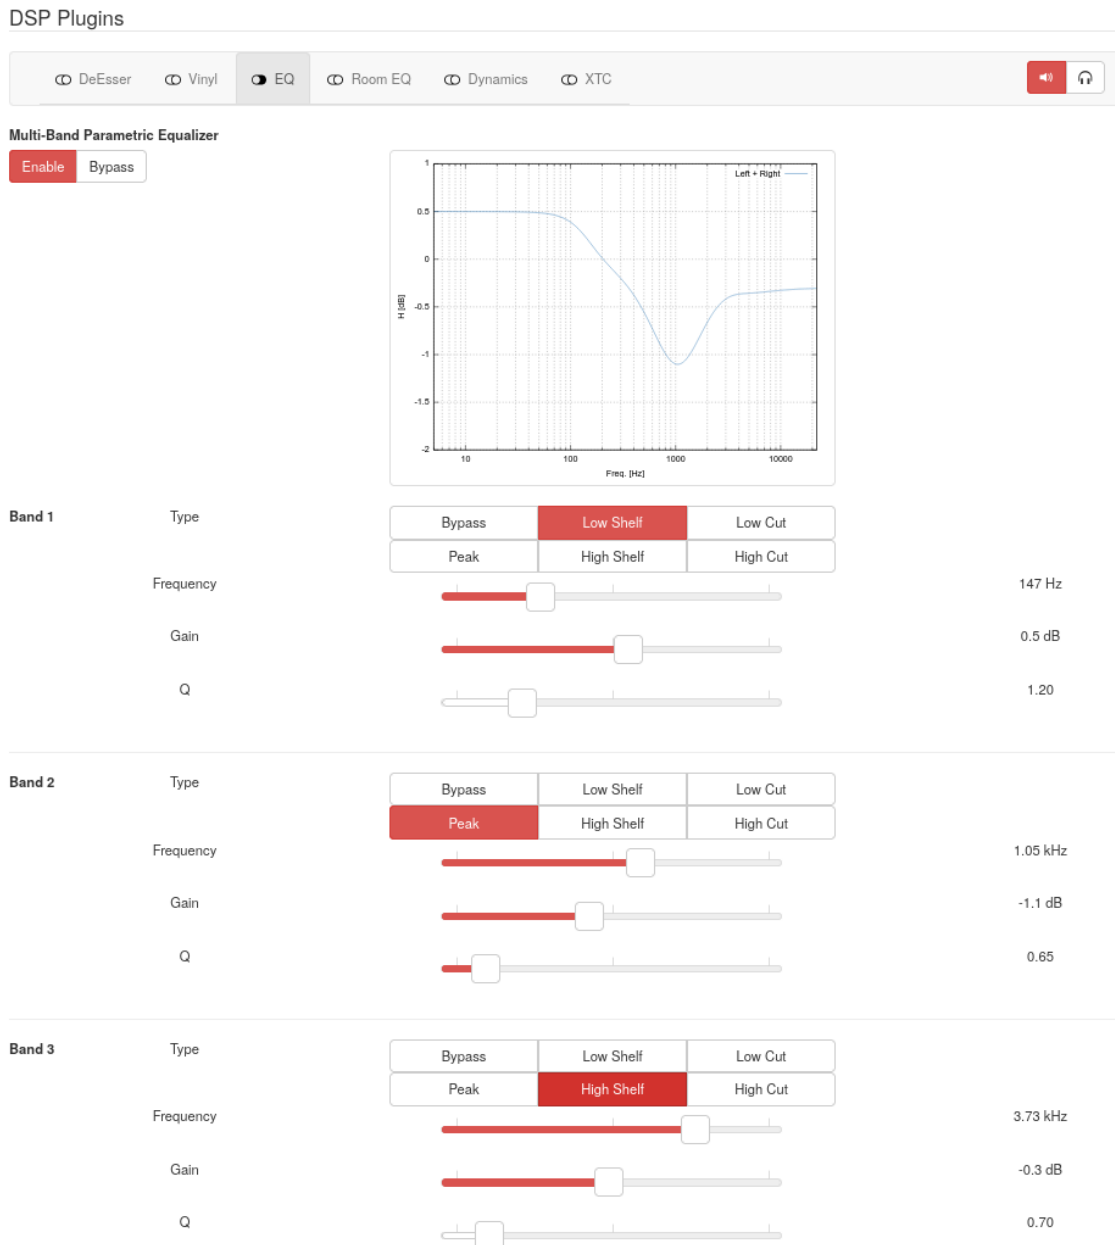 DSP Plugins
DeEsser Vinyl EQ Room EQ Dynamics XTC
Multi-Band Parametric Equalizer
Enable Bypass
Left + Right
1
0.5
0
-0.5
-1
-1.5
-2
H [dB]
10 100 1000 10000
Freq. [Hz]
Band 1 Type Bypass Low Shelf Low Cut
Peak High Shelf High Cut
Frequency 147 Hz
Gain 0.5 dB
Q 1.20
Band 2 Type Bypass Low Shelf Low Cut
Peak High Shelf High Cut
Frequency 1.05 kHz
Gain -1.1 dB
Q 0.65
Band 3 Type Bypass Low Shelf Low Cut
Peak High Shelf High Cut
Frequency 3.73 kHz
Gain -0.3 dB
Q 0.70